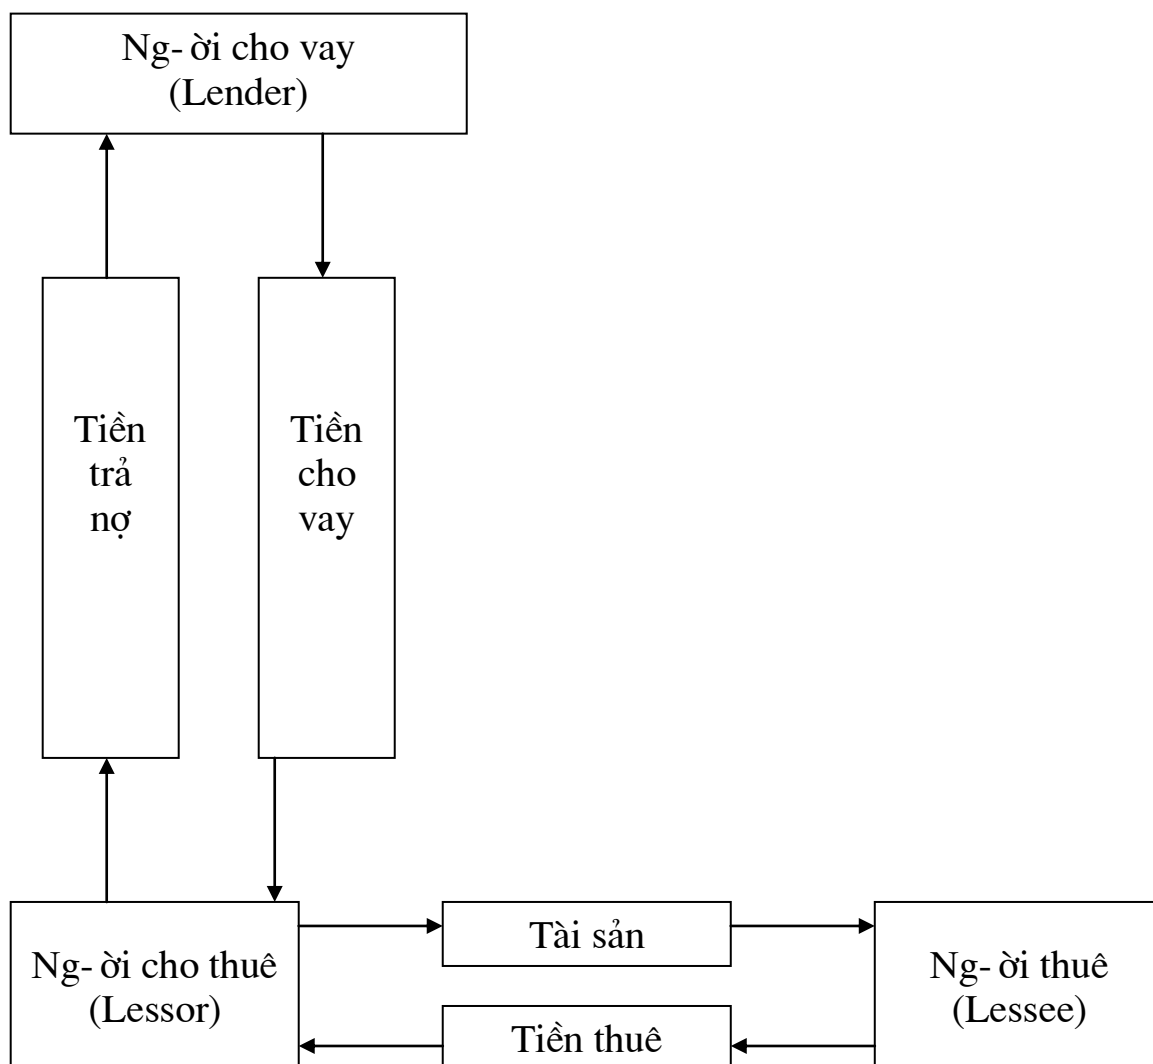 Ng- ời cho vay
(Lender)
Tiền
trả
nợ
Tiền
cho
vay
Ng- ời cho thuê
(Lessor)
Tài sản
Tiền thuê
Ng- ời thuê
(Lessee)